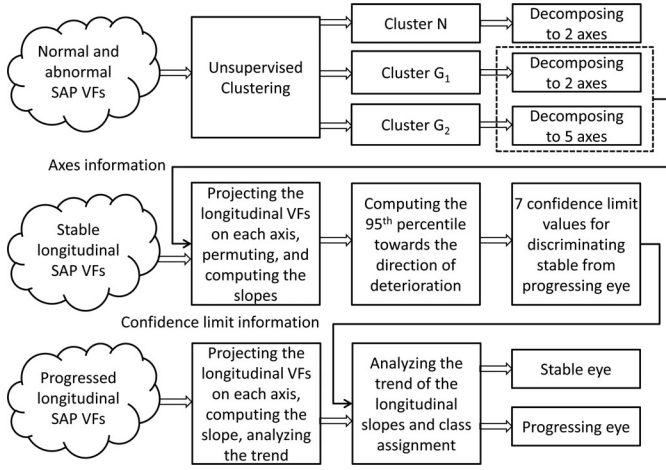 Normal and
abnormal
SAP VFs
Unsupervised
Clustering
Cluster N
Cluster G₁
Cluster G₂
Decomposing
to 2 axes
Decomposing
to 2 axes
Decomposing
to 5 axes
Axes information
Stable
longitudinal
SAP VFs
Projecting the
longitudinal VFs
on each axis,
permuting, and
computing the
slopes
Computing the
95ᵗʰ percentile
towards the
direction of
deterioration
7 confidence limit
values for
discriminating
stable from
progressing eye
Confidence limit information
Progressed
longitudinal
SAP VFs
Projecting the
longitudinal VFs
on each axis,
computing the
slope, analyzing
the trend
Analyzing the
trend of the
longitudinal
slopes and class
assignment
Stable eye
Progressing eye